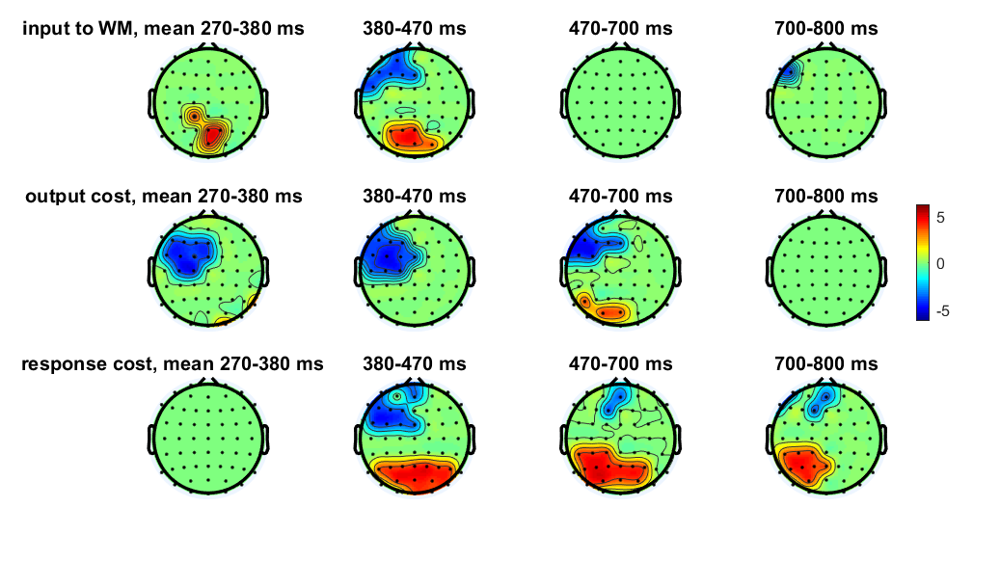 input to WM, mean 270-380 ms 380-470 ms 470-700 ms 700-800 ms
output cost, mean 270-380 ms 380-470 ms 470-700 ms 700-800 ms
5
0
-5
response cost, mean 270-380 ms 380-470 ms 470-700 ms 700-800 ms